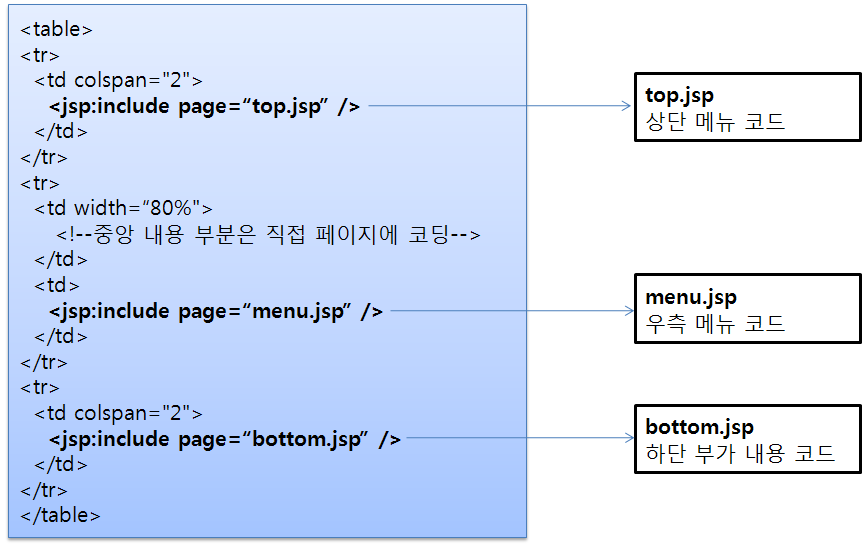 <table>
<tr>
<td colspan="2">
<jsp:include page=“top.jsp” />
</td>
</tr>
<tr>
<td width=“80%">
<!--중앙 내용 부분은 직접 페이지에 코딩-->
</td>
<td>
<jsp:include page=“menu.jsp” />
</td>
</tr>
<tr>
<td colspan="2">
<jsp:include page=“bottom.jsp” />
</td>
</tr>
</table>
top.jsp
상단 메뉴 코드
menu.jsp
우측 메뉴 코드
bottom.jsp
하단 부가 내용 코드